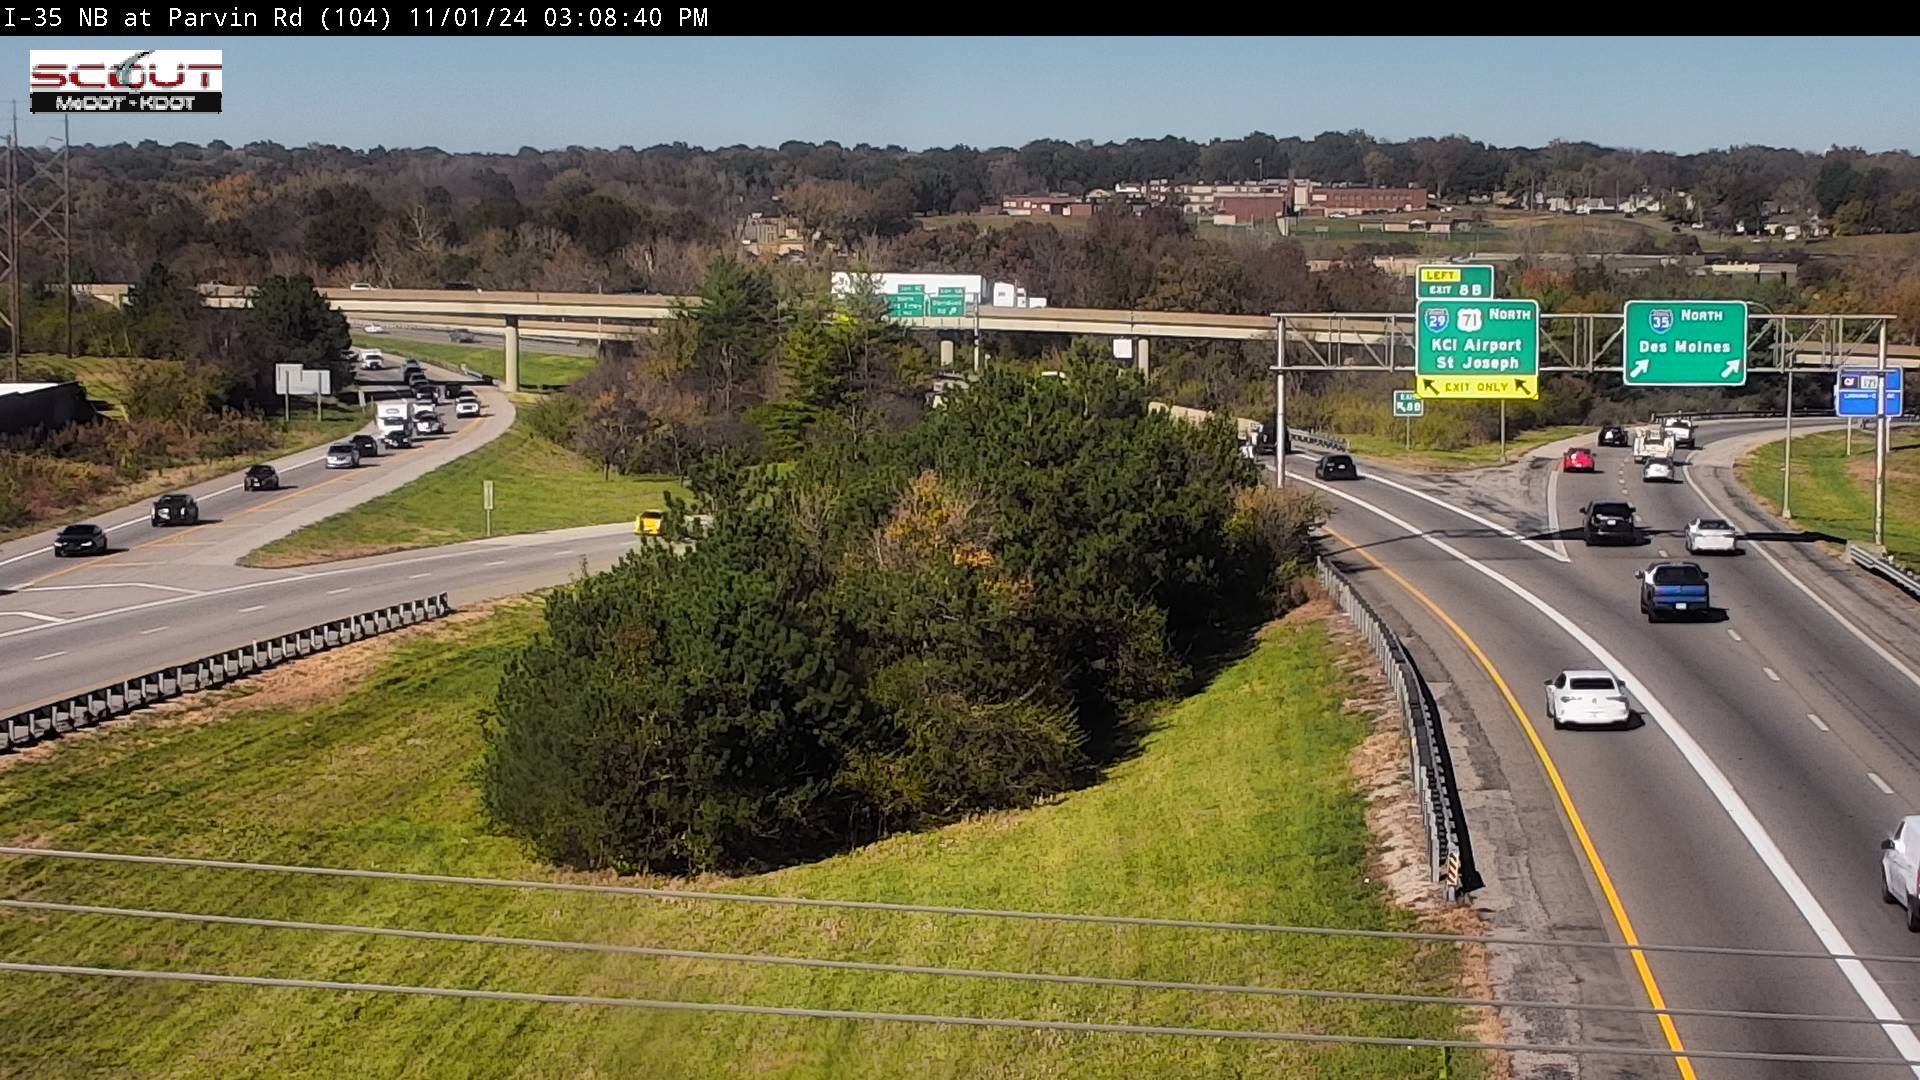 I-35 NB at Parvin Rd (104) 11/01/24 03:08:40 PM
SCOUT
MoDOT - KDOT
LEFT
EXIT 8B
29 71 NORTH
KCI Airport
St Joseph
EXIT ONLY
35 NORTH
Des Moines
EXIT
8B